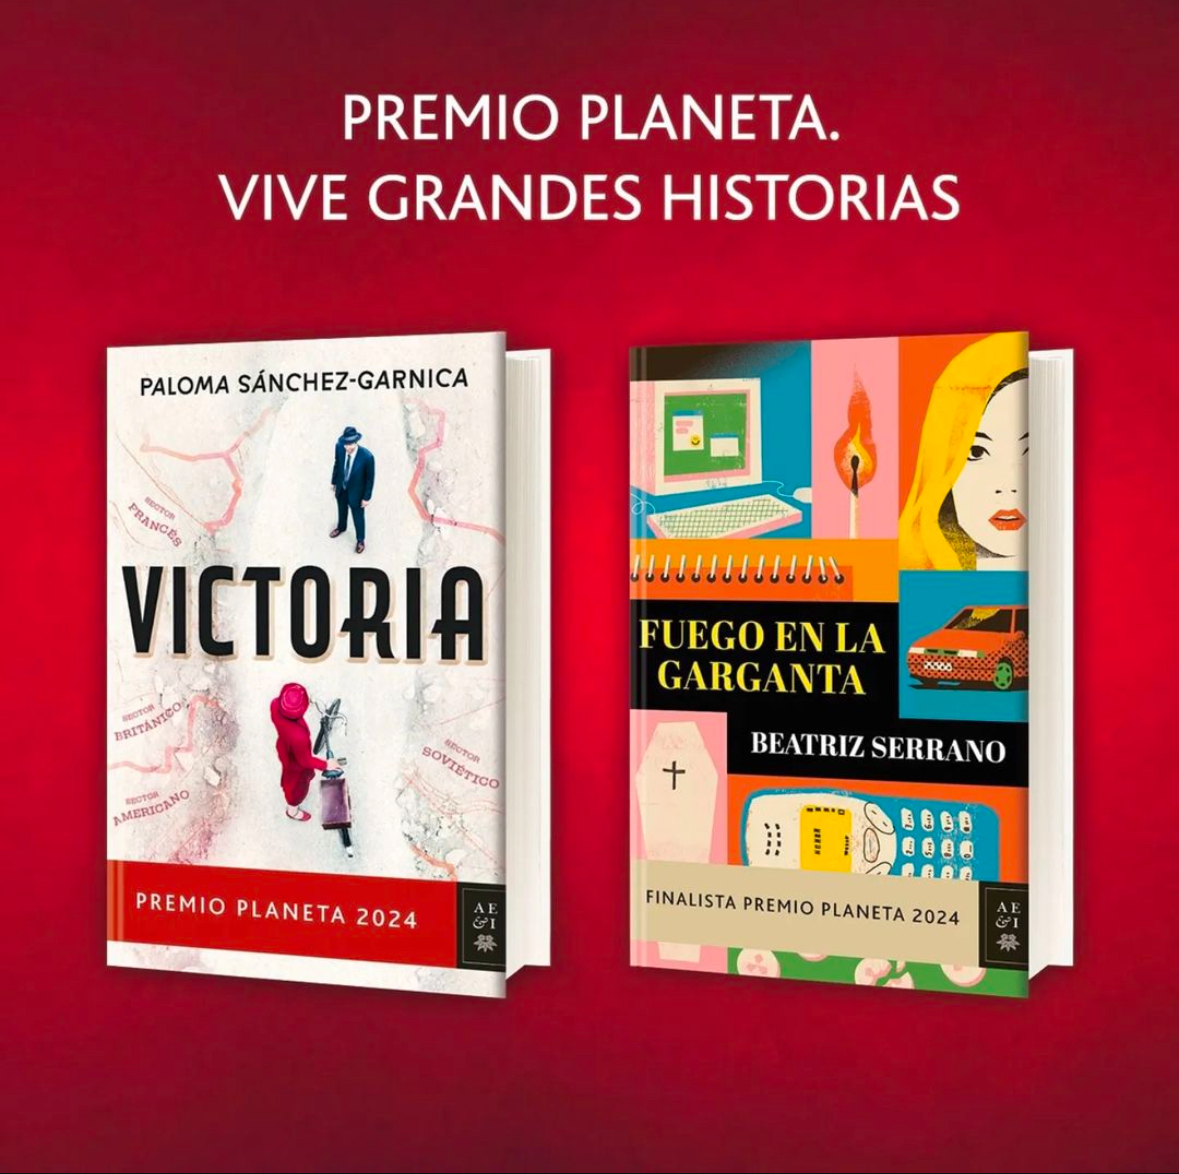 PREMIO PLANETA.
VIVE GRANDES HISTORIAS
PALOMA SÁNCHEZ-GARNICA
SECTOR
FRANCÉS
VICTORIA
SECTOR
BRITÁNICO
SECTOR
SOVIÉTICO
SECTOR
AMERICANO
PREMIO PLANETA 2024
AE
&I
FUEGO EN LA
GARGANTA
BEATRIZ SERRANO
FINALISTA PREMIO PLANETA 2024
AE
&I